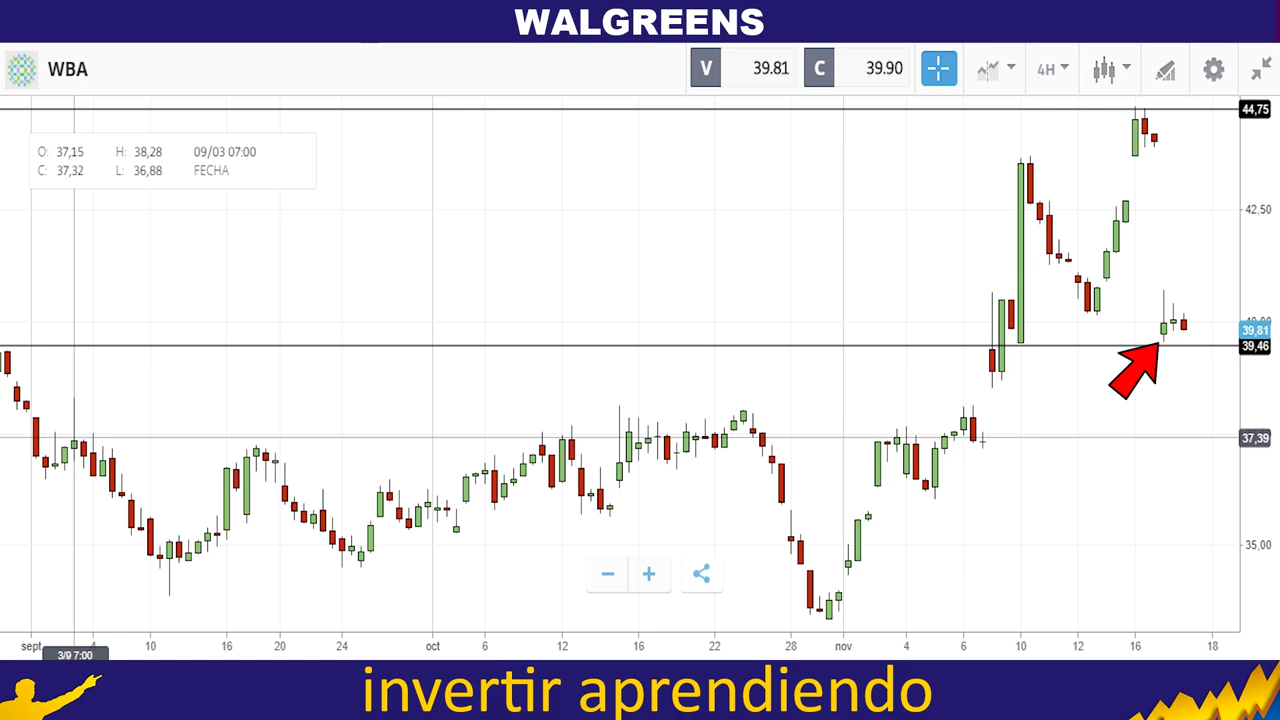 WALGREENS
WBA
V 39.81 C 39.90 4H
44,75
O: 37,15 H: 38,28 09/03 07:00
C: 37,32 L: 36,88 FECHA
42,50
39,81
39,46
37,39
35,00
sept 4 10 16 20 24 oct 6 12 16 22 28 nov 4 6 10 12 16 18
3/9 7:00
invertir aprendiendo